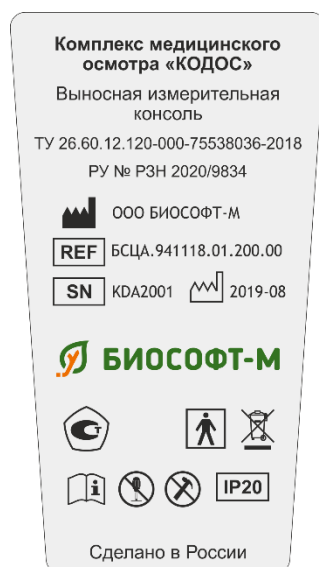 Комплекс медицинского
осмотра «КОДОС»
Выносная измерительная
консоль
ТУ 26.60.12.120-000-75538036-2018
РУ № РЗН 2020/9834
ООО БИОСОФТ-М
REF БСЦА.941118.01.200.00
SN KDA2001 2019-08
БИОСОФТ-М
IP20
Сделано в России